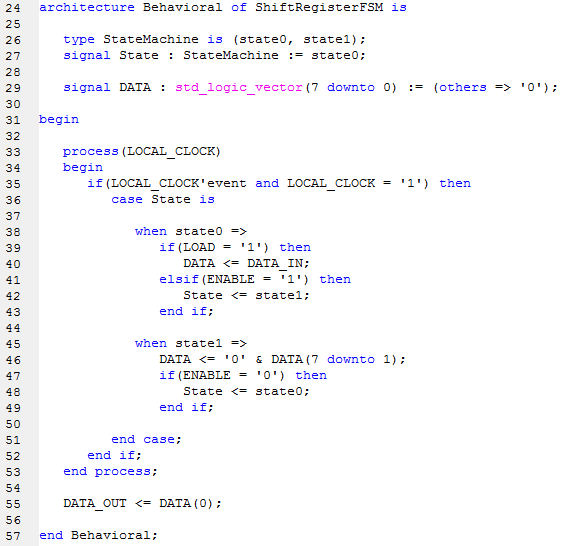 24 architecture Behavioral of ShiftRegisterFSM is
25
26    type StateMachine is (state0, state1);
27    signal State : StateMachine := state0;
28
29    signal DATA : std_logic_vector(7 downto 0) := (others => '0');
30
31 begin
32
33    process(LOCAL_CLOCK)
34    begin
35       if(LOCAL_CLOCK'event and LOCAL_CLOCK = '1') then
36          case State is
37
38             when state0 =>
39                if(LOAD = '1') then
40                   DATA <= DATA_IN;
41                elsif(ENABLE = '1') then
42                   State <= state1;
43                end if;
44
45             when state1 =>
46                DATA <= '0' & DATA(7 downto 1);
47                if(ENABLE = '0') then
48                   State <= state0;
49                end if;
50
51          end case;
52       end if;
53    end process;
54
55    DATA_OUT <= DATA(0);
56
57 end Behavioral;